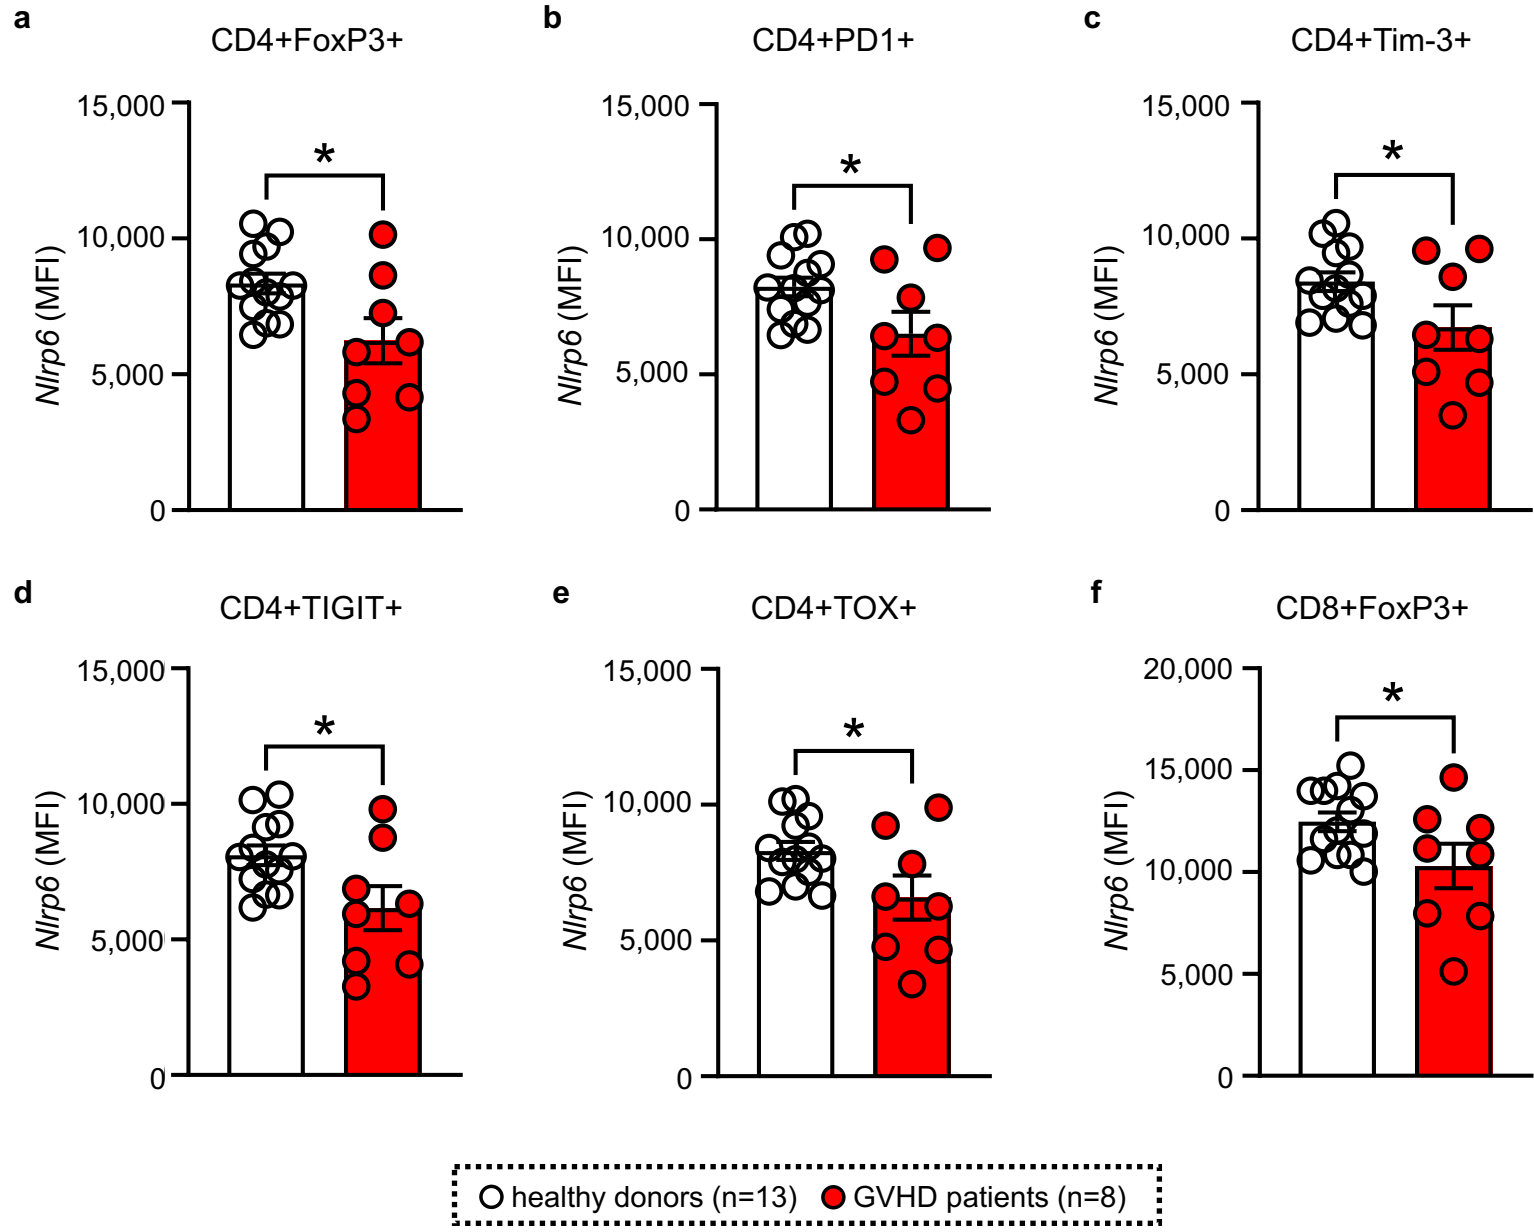 a
CD4+FoxP3+
15,000
10,000
5,000
0
Nlrp6 (MFI)
*
b
CD4+PD1+
15,000
10,000
5,000
0
Nlrp6 (MFI)
*
c
CD4+Tim-3+
15,000
10,000
5,000
0
Nlrp6 (MFI)
*
d
CD4+TIGIT+
15,000
10,000
5,000
0
Nlrp6 (MFI)
*
e
CD4+TOX+
15,000
10,000
5,000
0
Nlrp6 (MFI)
*
f
CD8+FoxP3+
20,000
15,000
10,000
5,000
0
Nlrp6 (MFI)
*
healthy donors (n=13) GVHD patients (n=8)